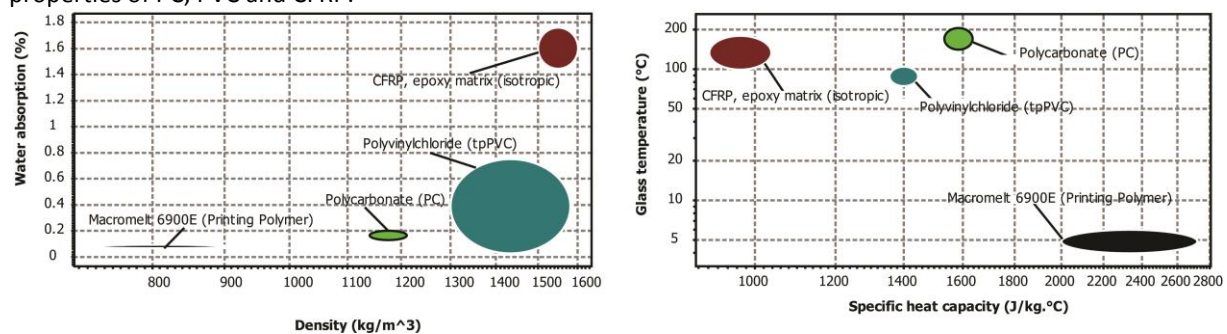 properties of PC, PVC and CFRP.
1.8
1.6
1.4
1.2
1
0.8
0.6
0.4
0.2
0
Water absorption (%)
CFRP, epoxy matrix (isotropic)
Polyvinylchloride (tpPVC)
Polycarbonate (PC)
Macromelt 6900E (Printing Polymer)
800 900 1000 1100 1200 1300 1400 1500 1600
Density (kg/m^3)
200
100
50
20
10
5
Glass temperature (°C)
Polycarbonate (PC)
CFRP, epoxy matrix (isotropic)
Polyvinylchloride (tpPVC)
Macromelt 6900E (Printing Polymer)
1000 1400 1600 1800 2000 2200 2400 2600 2800
Specific heat capacity (J/kg.°C)